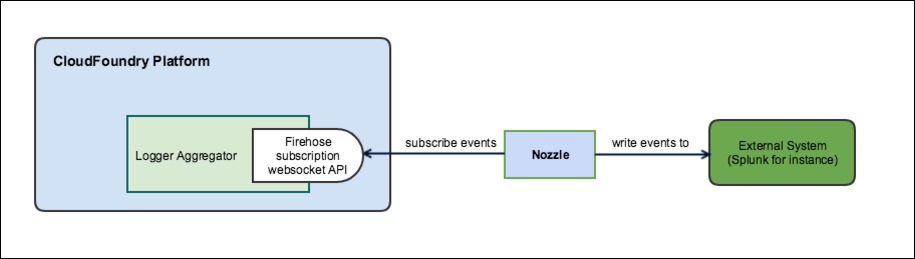 CloudFoundry Platform
Logger Aggregator
Firehose
subscription
websocket API
subscribe events
Nozzle
write events to
External System
(Splunk for instance)